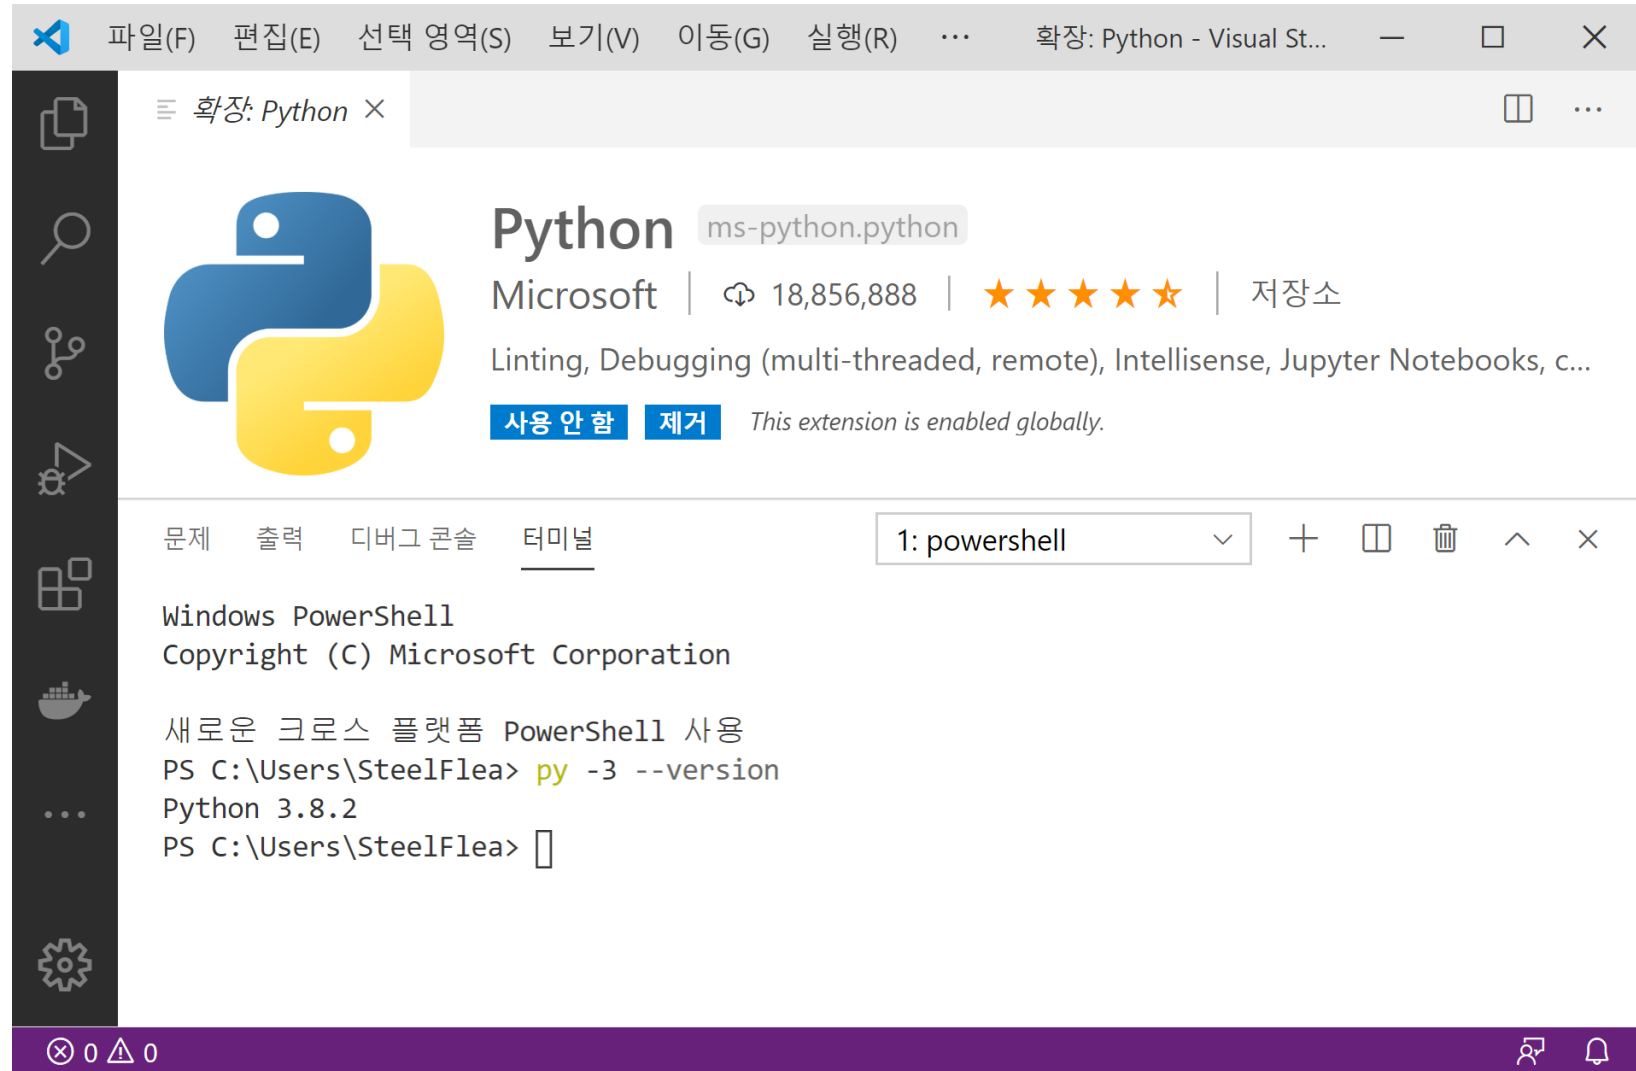 파일(F) 편집(E) 선택 영역(S) 보기(V) 이동(G) 실행(R) ··· 확장: Python - Visual St...
확장: Python
Python ms-python.python
Microsoft 18,856,888 저장소
Linting, Debugging (multi-threaded, remote), Intellisense, Jupyter Notebooks, c...
사용 안 함 제거 This extension is enabled globally.
문제 출력 디버그 콘솔 터미널 1: powershell
Windows PowerShell
Copyright (C) Microsoft Corporation
새로운 크로스 플랫폼 PowerShell 사용
PS C:\Users\SteelFlea> py -3 --version
Python 3.8.2
PS C:\Users\SteelFlea>
0 0